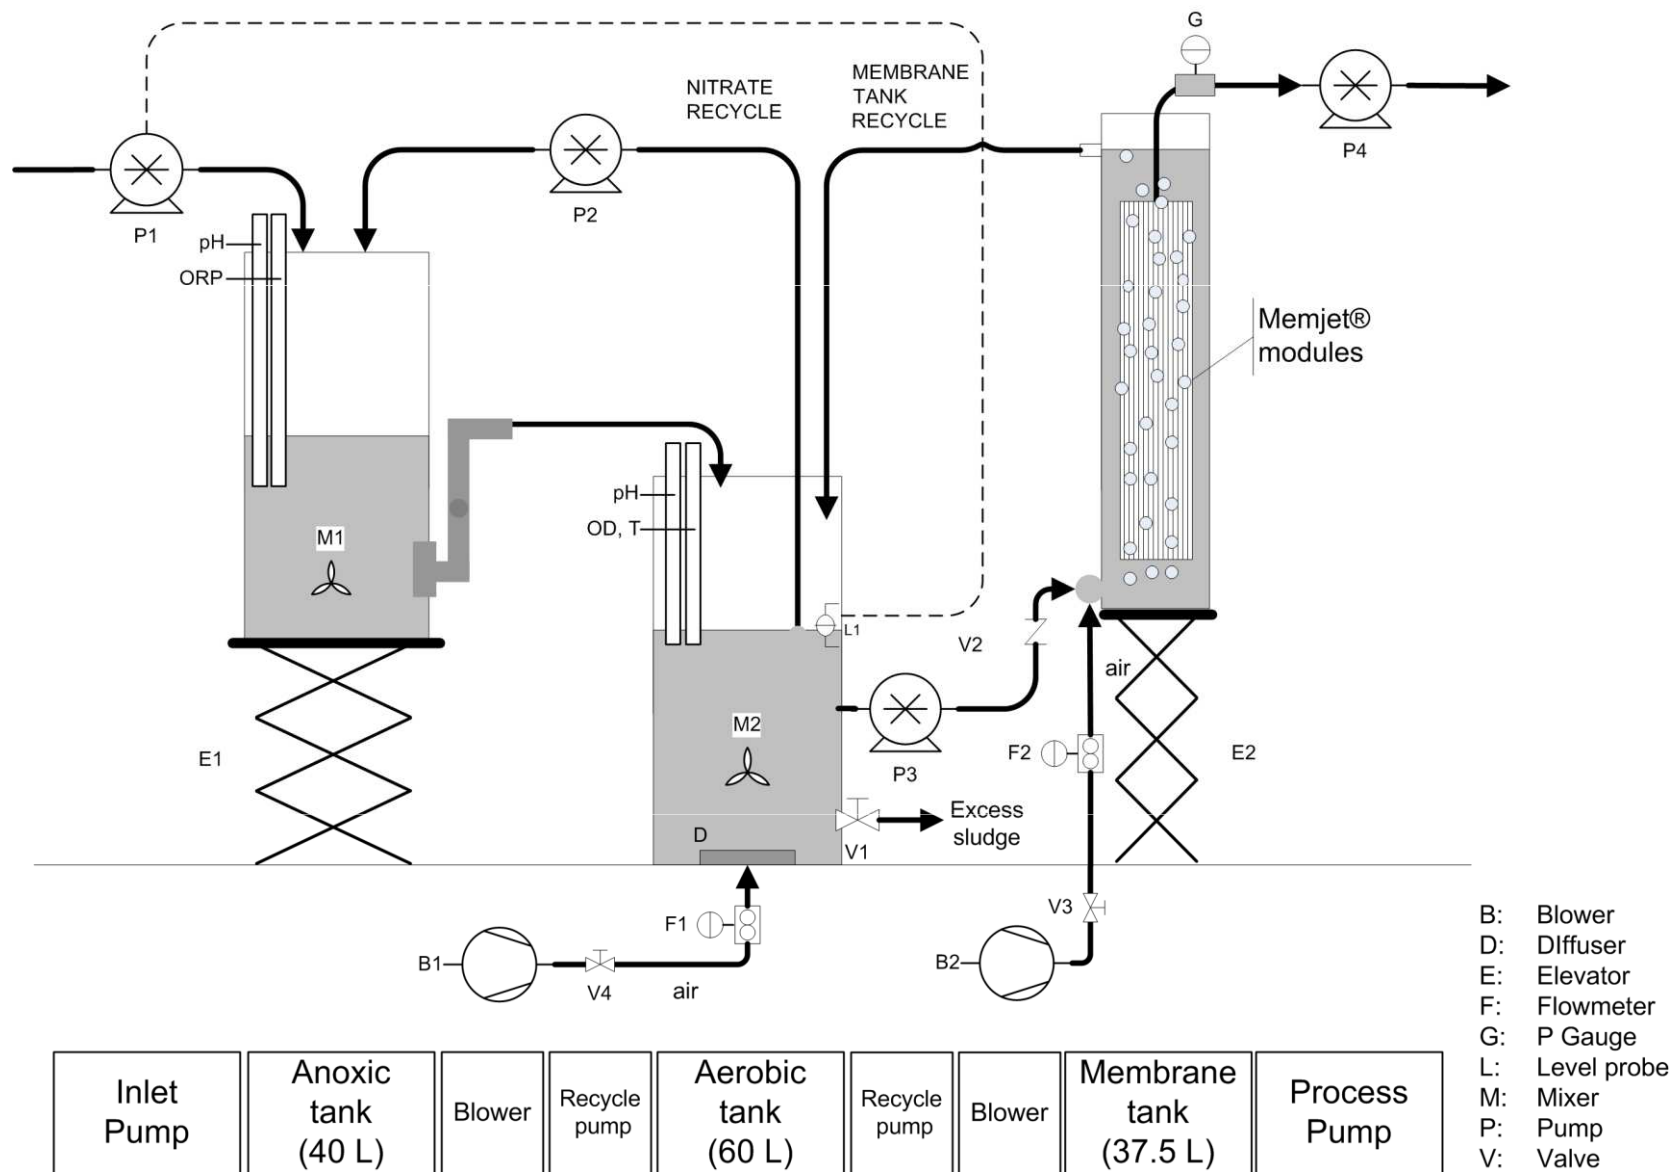 G
NITRATE
RECYCLE
MEMBRANE
TANK
RECYCLE
P4
P1
P2
pH
ORP
Memjet®
modules
M1
pH
OD, T
L1
V2
air
M2
E1
P3
F2
E2
D
V1
Excess
sludge
F1
V3
B1
V4
air
B2
B: Blower
D: DIffuser
E: Elevator
F: Flowmeter
G: P Gauge
L: Level probe
M: Mixer
P: Pump
V: Valve
Inlet
Pump
Anoxic
tank
(40 L)
Blower
Recycle
pump
Aerobic
tank
(60 L)
Recycle
pump
Blower
Membrane
tank
(37.5 L)
Process
Pump